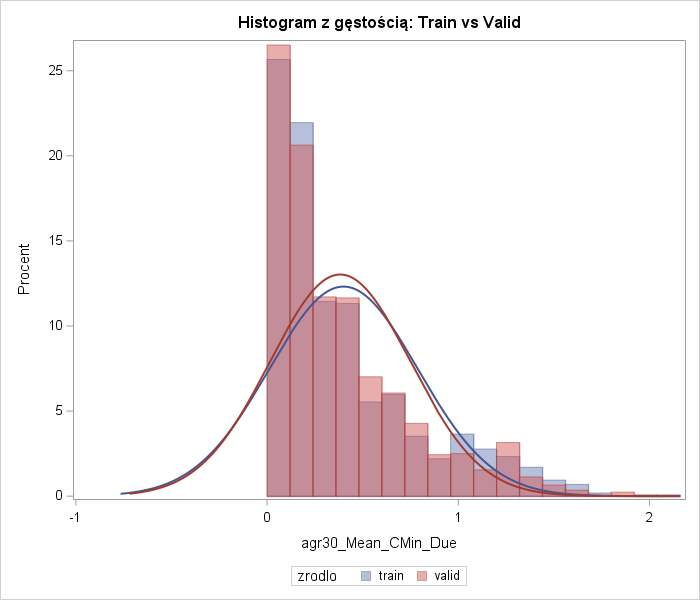 Histogram z gęstością: Train vs Valid
25
20
15
10
5
0
Procent
-1 0 1 2
agr30_Mean_CMin_Due
zrodlo train valid